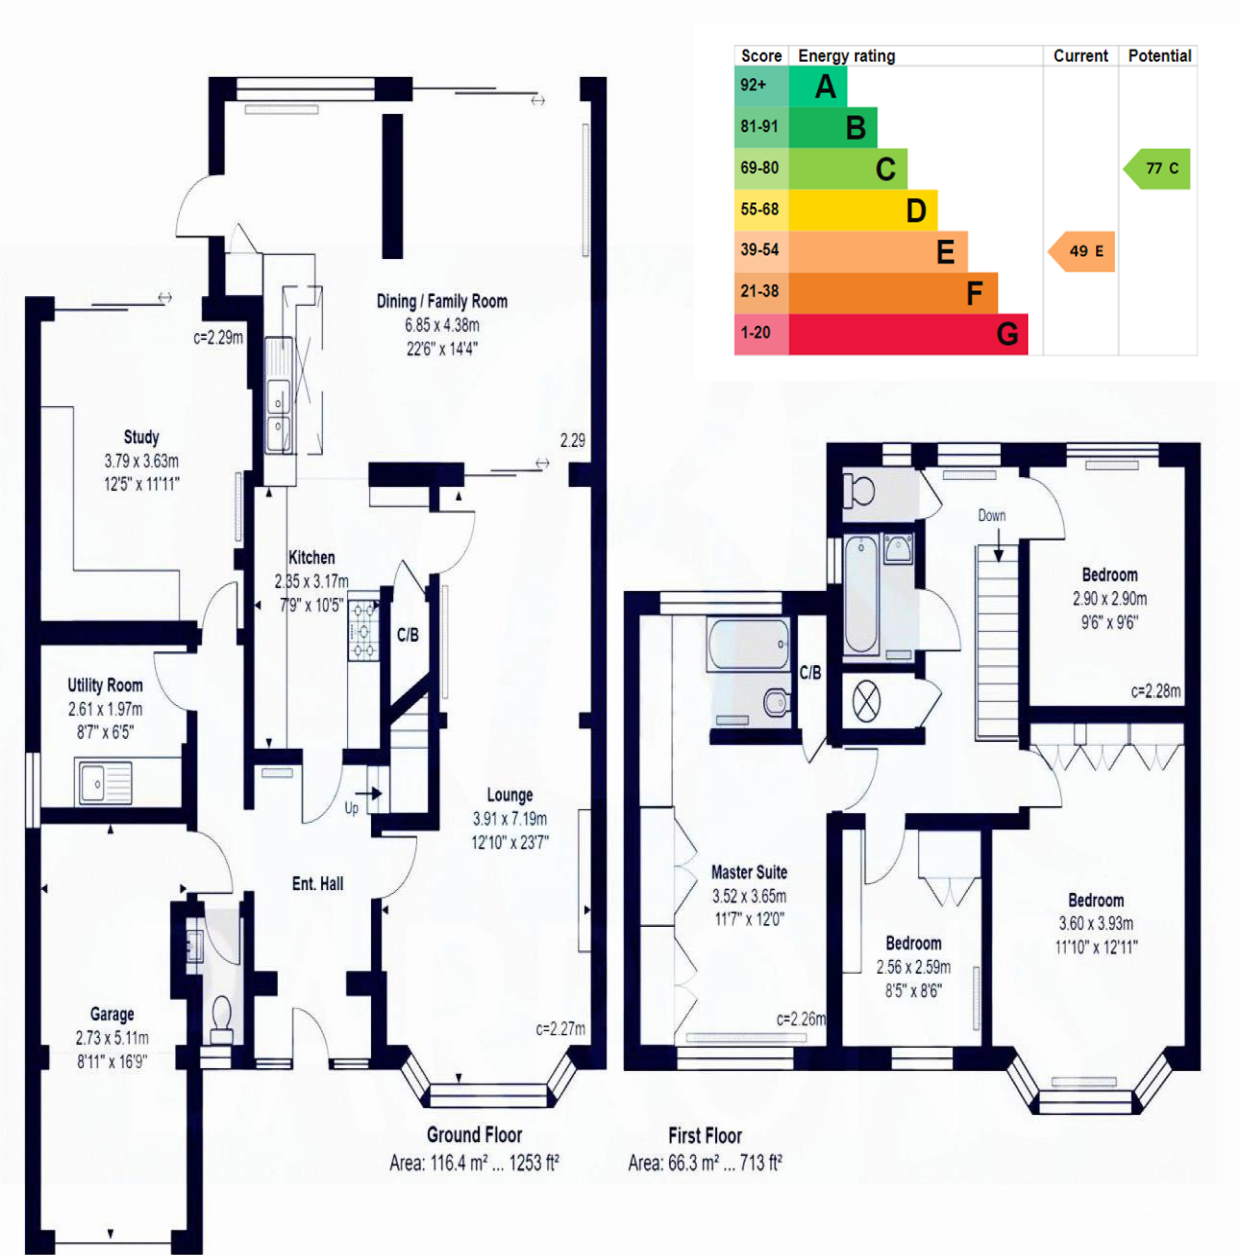 Score Energy rating Current Potential
92+ A
81-91 B
69-80 C 77 C
55-68 D
39-54 E 49 E
21-38 F
1-20 G
Dining / Family Room
6.85 x 4.38m
22'6" x 14'4"
c=2.29m
2.29
Study
3.79 x 3.63m
12'5" x 11'11"
Kitchen
2.35 x 3.17m
7'9" x 10'5"
C/B
Utility Room
2.61 x 1.97m
8'7" x 6'5"
Up
Lounge
3.91 x 7.19m
12'10" x 23'7"
Ent. Hall
Garage
2.73 x 5.11m
8'11" x 16'9"
c=2.27m
Ground Floor
Area: 116.4 m² ... 1253 ft²
Down
Bedroom
2.90 x 2.90m
9'6" x 9'6"
c=2.28m
C/B
Master Suite
3.52 x 3.65m
11'7" x 12'0"
c=2.26m
Bedroom
2.56 x 2.59m
8'5" x 8'6"
Bedroom
3.60 x 3.93m
11'10" x 12'11"
First Floor
Area: 66.3 m² ... 713 ft²